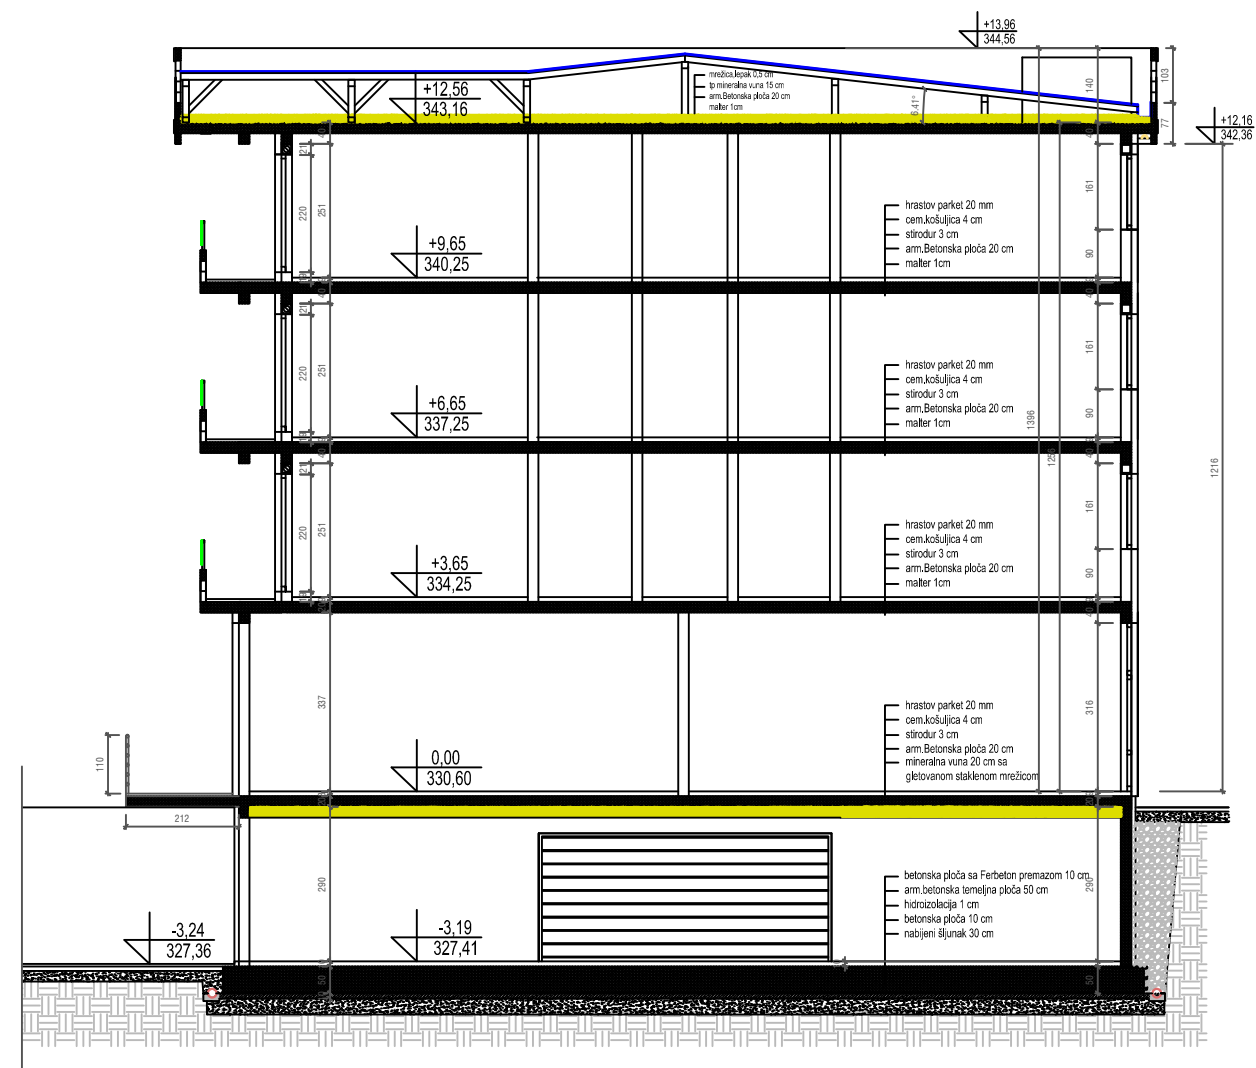 +13,96
344,56
mrežica,lepak 0,5 cm
tp mineralna vuna 15 cm
arm.Betonska ploča 20 cm
malter 1cm
+12,56
343,16
6.41°
140
103
77
+12,16
342,36
40
40
21
220
251
161
90
hrastov parket 20 mm
cem.košuljica 4 cm
stirodur 3 cm
arm.Betonska ploča 20 cm
malter 1cm
+9,65
340,25
40
40
21
220
251
161
90
hrastov parket 20 mm
cem.košuljica 4 cm
stirodur 3 cm
arm.Betonska ploča 20 cm
malter 1cm
+6,65
337,25
1396
1256
1216
40
40
21
220
251
161
90
hrastov parket 20 mm
cem.košuljica 4 cm
stirodur 3 cm
arm.Betonska ploča 20 cm
malter 1cm
+3,65
334,25
40
337
316
hrastov parket 20 mm
cem.košuljica 4 cm
stirodur 3 cm
arm.Betonska ploča 20 cm
mineralna vuna 20 cm sa
gletovanom staklenom mrežicom
0,00
330,60
110
212
290
290
betonska ploča sa Ferbeton premazom 10 cm
arm.betonska temeljna ploča 50 cm
hidroizolacija 1 cm
betonska ploča 10 cm
nabijeni šljunak 30 cm
-3,24
327,36
-3,19
327,41
50
50